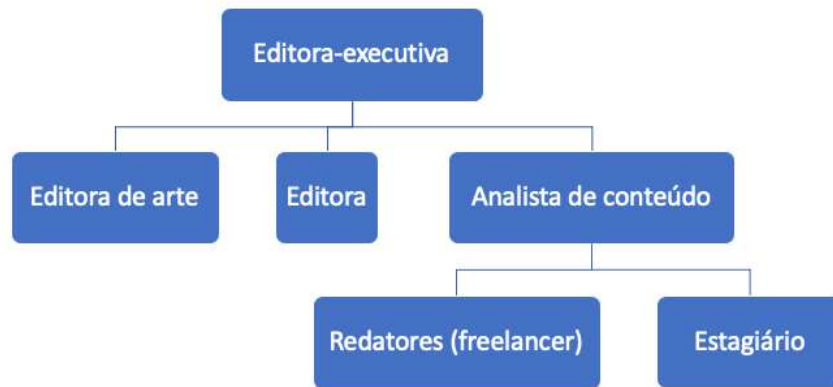 Editora-executiva
Editora de arte
Editora
Analista de conteúdo
Redatores (freelancer)
Estagiário